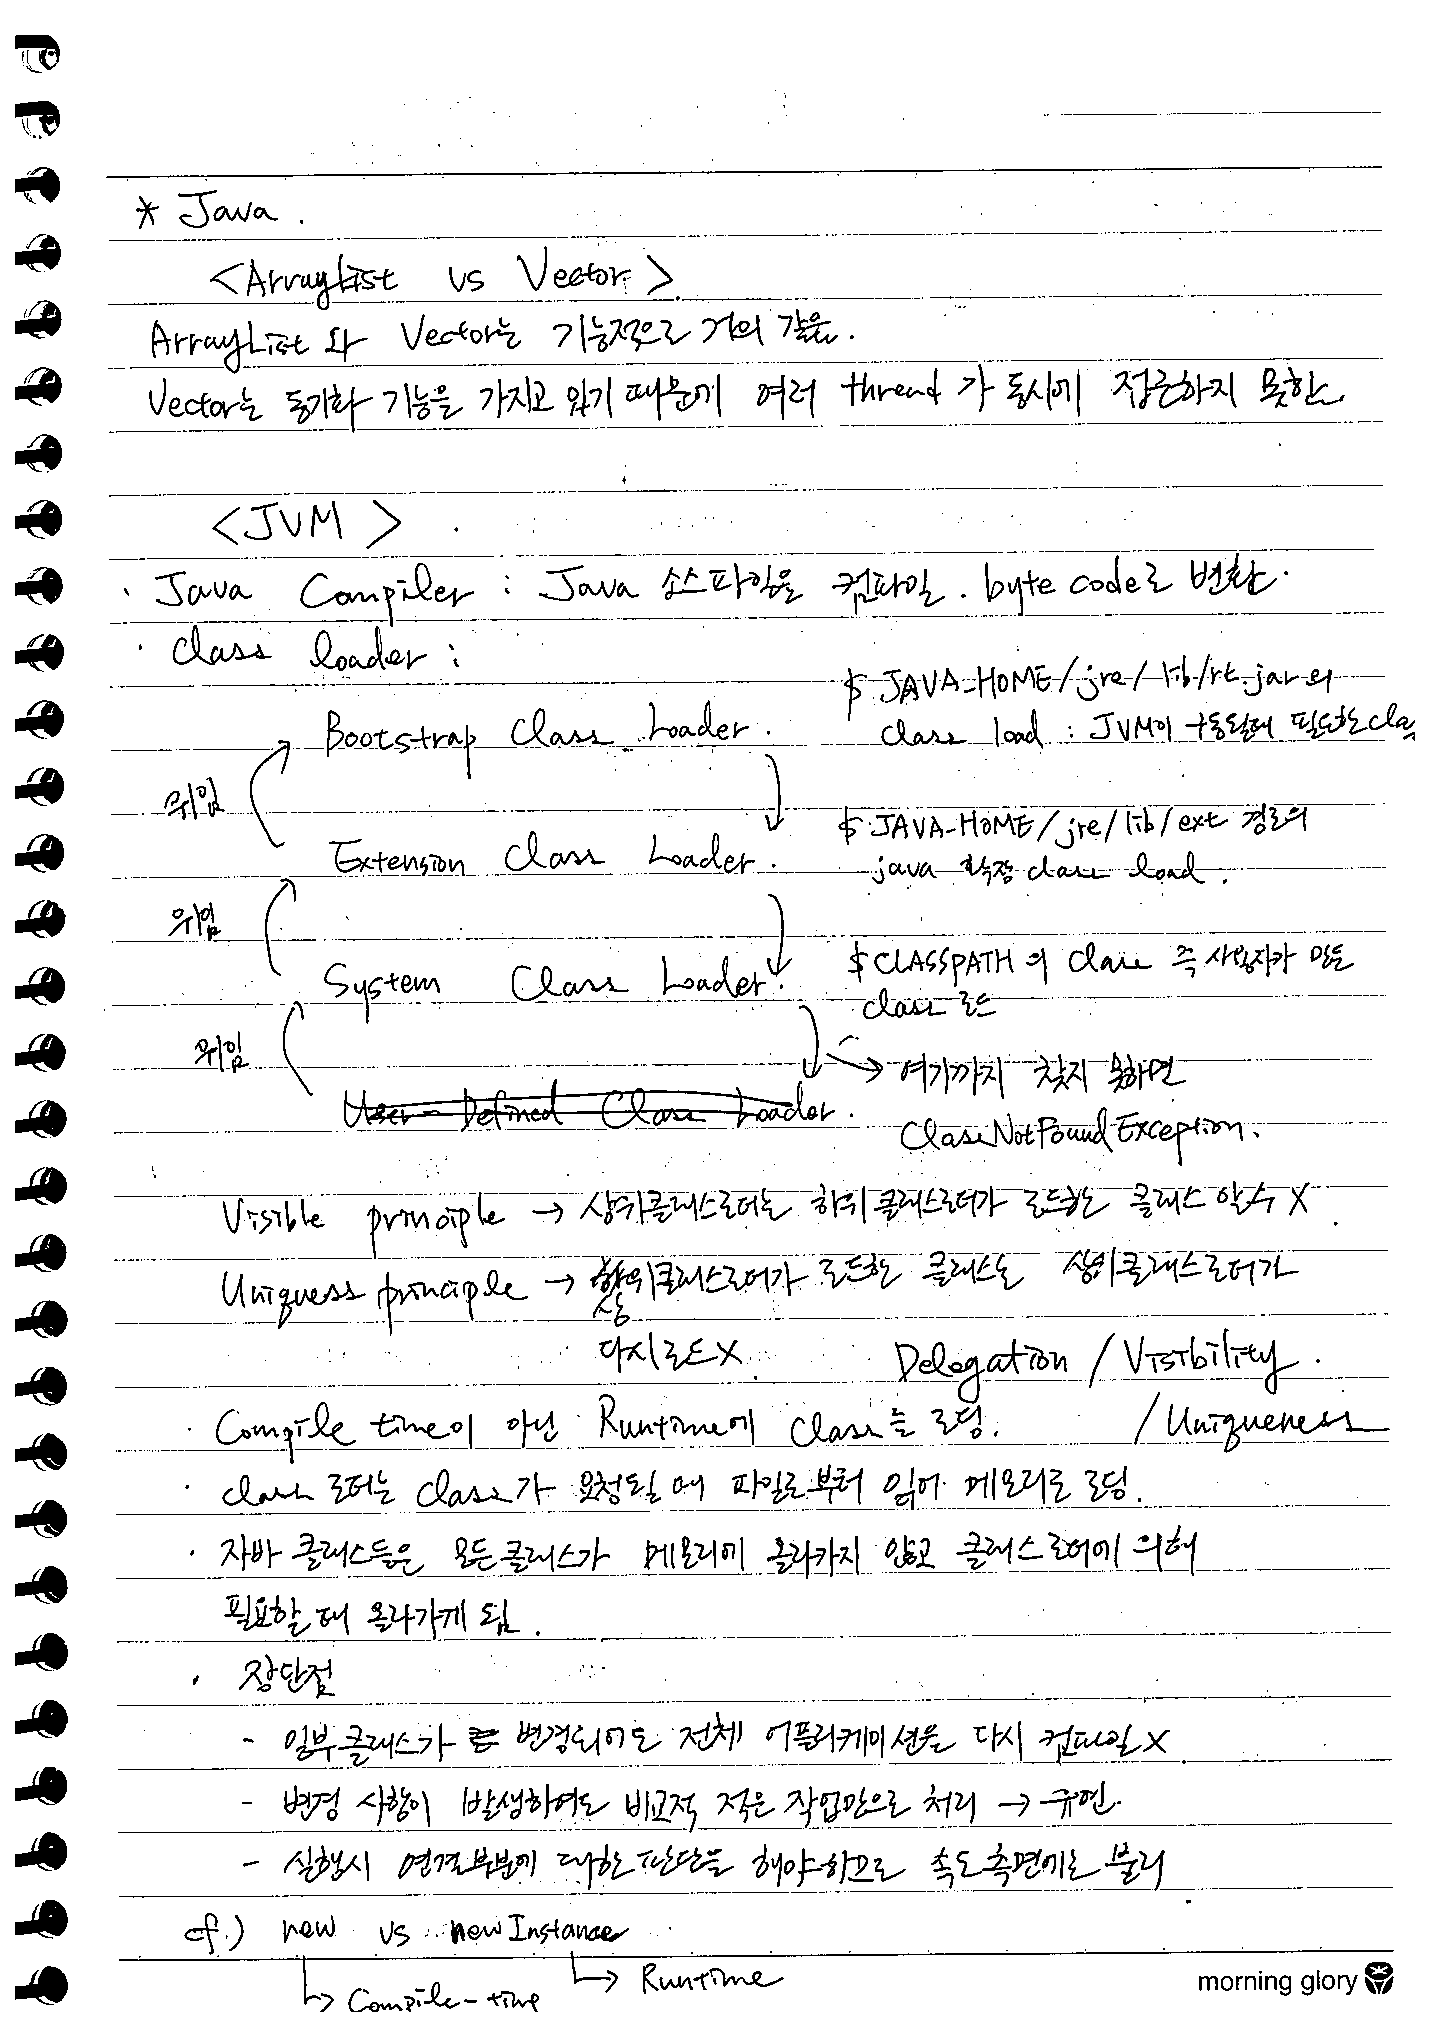 * Java.
<ArrayList vs Vector>
ArrayList와 Vector는 기능적으로 거의 같음.
Vector는 동기화 기능을 가지고 있기 때문에 여러 thread가 동시에 접근하지 못한
<JVM>
· Java Compiler : Java 소스파일을 컴파일. byte code로 변환.
· class loader :
$ JAVA_HOME/jre/lib/rt.jar의
Bootstrap Class Loader.
class load : JVM이 구동될때 필요한 clas
위임
$ JAVA_HOME/jre/lib/ext 경로의
Extension Class Loader.
java 확장 class load.
위임
$CLASSPATH의 Class 즉 사용자가 만든
System Class Loader.
class 로드
위임
→ 여기까지 찾지 못하면
User-Defined Class Loader.
ClassNotFoundException.
Visible principle → 상위클래스로더는 하위클래스로더가 로드하는 클래스 알수 X
Uniquess principle → 하위클래스로더가 로드한 클래스는 상위클래스로더가
상
다시로드X
Delegation / Visibility.
· Compile time이 아닌 Runtime에 Class는 로딩.
/ Uniqueness
· class 로더는 class가 요청될 때 파일로부터 읽어 메모리로 로딩.
· 자바 클래스들은 모든클래스가 메모리에 올라가지 않고 클래스로더에 의해
필요할 때 올라가게 됨.
· 장단점
- 일부클래스가 변경되어도 전체 어플리케이션을 다시 컴파일X
- 변경 사항이 발생하여도 비교적 적은 작업만으로 처리 → 유연.
- 실행시 연결부분에 대한 판단을 해야하므로 속도측면에는 불리
cf.) new vs newInstance
→ Runtime
→ Compile-time
morning glory